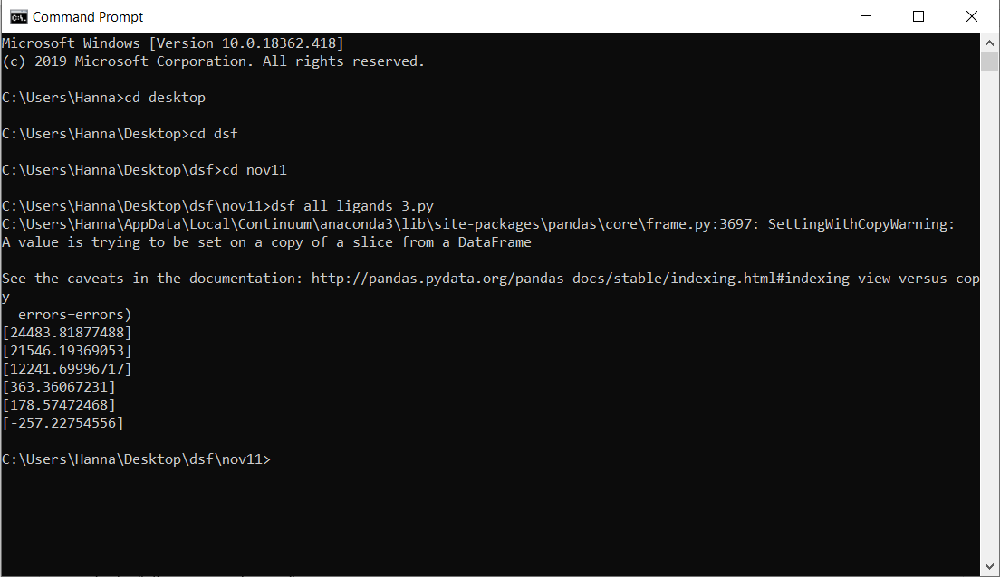 Command Prompt
Microsoft Windows [Version 10.0.18362.418]
(c) 2019 Microsoft Corporation. All rights reserved.
C:\Users\Hanna>cd desktop
C:\Users\Hanna\Desktop>cd dsf
C:\Users\Hanna\Desktop\dsf>cd nov11
C:\Users\Hanna\Desktop\dsf\nov11>dsf_all_ligands_3.py
C:\Users\Hanna\AppData\Local\Continuum\anaconda3\lib\site-packages\pandas\core\frame.py:3697: SettingWithCopyWarning:
A value is trying to be set on a copy of a slice from a DataFrame
See the caveats in the documentation: http://pandas.pydata.org/pandas-docs/stable/indexing.html#indexing-view-versus-cop
y
  errors=errors)
[24483.81877488]
[21546.19369053]
[12241.69996717]
[363.36067231]
[178.57472468]
[-257.22754556]
C:\Users\Hanna\Desktop\dsf\nov11>